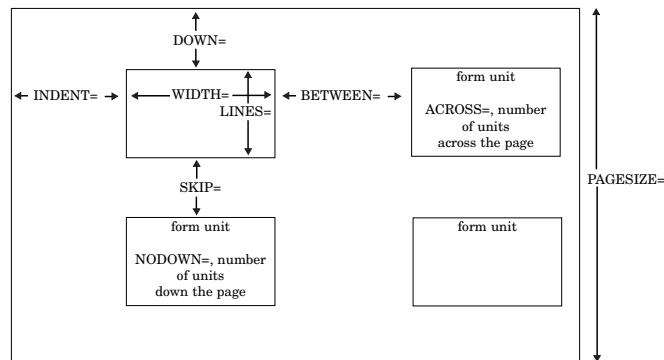 DOWN=
INDENT=
WIDTH=
LINES=
BETWEEN=
form unit
ACROSS=, number
of units
across the page
PAGESIZE=
SKIP=
form unit
NODOWN=, number
of units
down the page
form unit